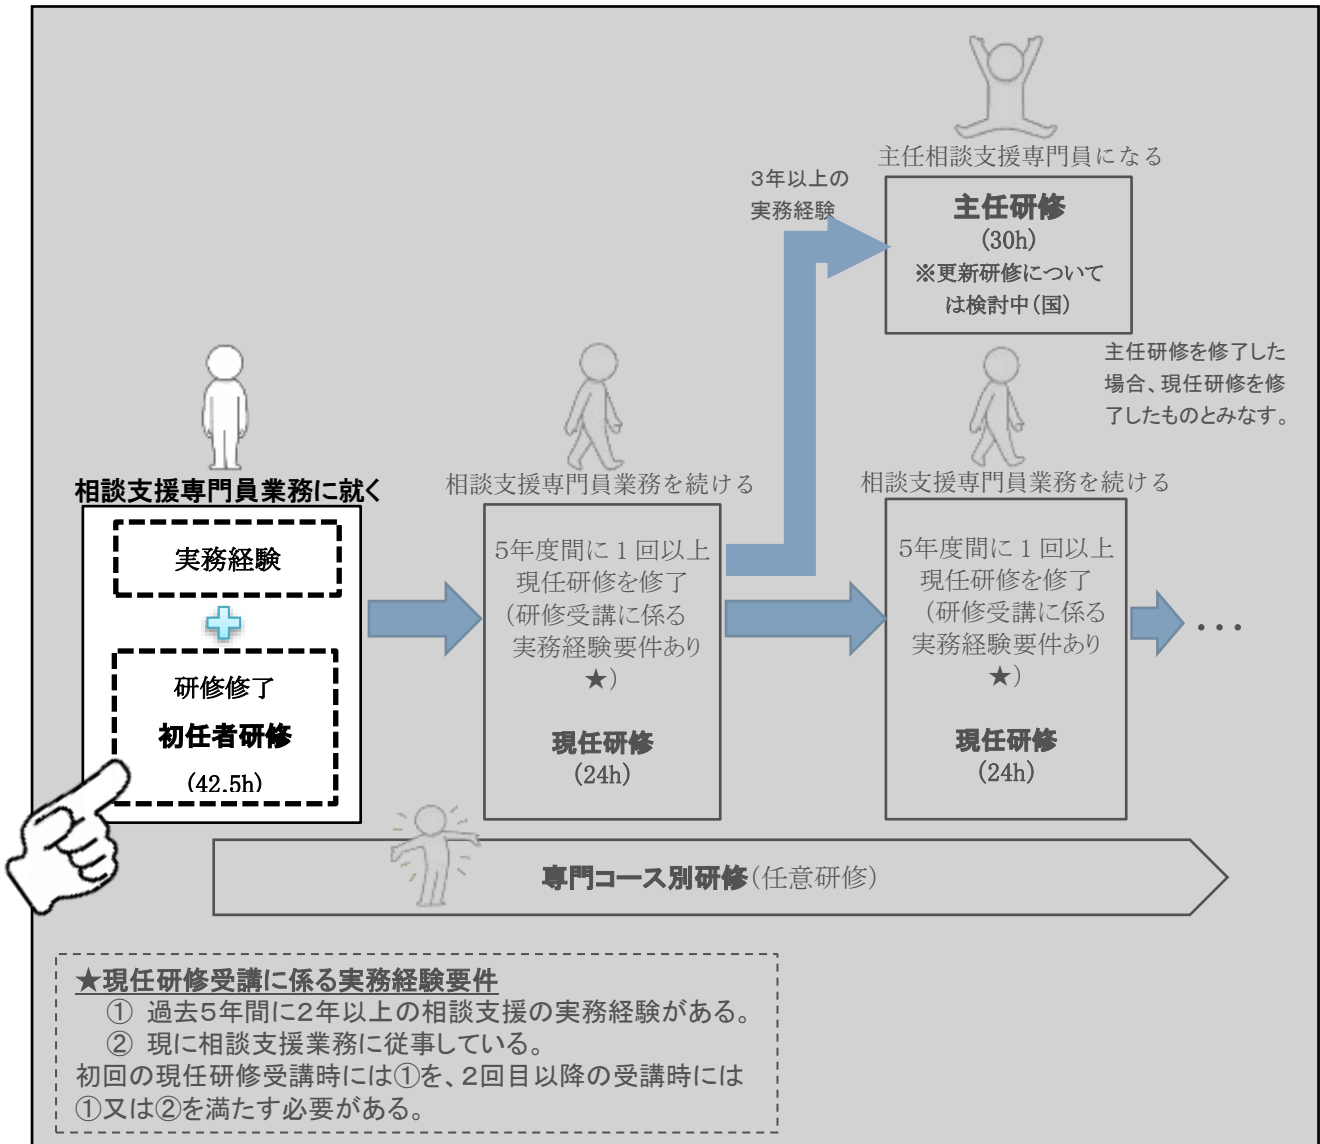 主任相談支援専門員になる
3年以上の
実務経験
主任研修
(30h)
※更新研修について
は検討中(国)
主任研修を修了した
場合、現任研修を修
了したものとみなす。
相談支援専門員業務に就く
実務経験
研修修了
初任者研修
(42.5h)
相談支援専門員業務を続ける
5年度間に1回以上
現任研修を修了
(研修受講に係る
実務経験要件あり
★)
現任研修
(24h)
相談支援専門員業務を続ける
5年度間に1回以上
現任研修を修了
(研修受講に係る
実務経験要件あり
★)
現任研修
(24h)
・・・
専門コース別研修(任意研修)
★現任研修受講に係る実務経験要件
① 過去5年間に2年以上の相談支援の実務経験がある。
② 現に相談支援業務に従事している。
初回の現任研修受講時には①を、2回目以降の受講時には
①又は②を満たす必要がある。